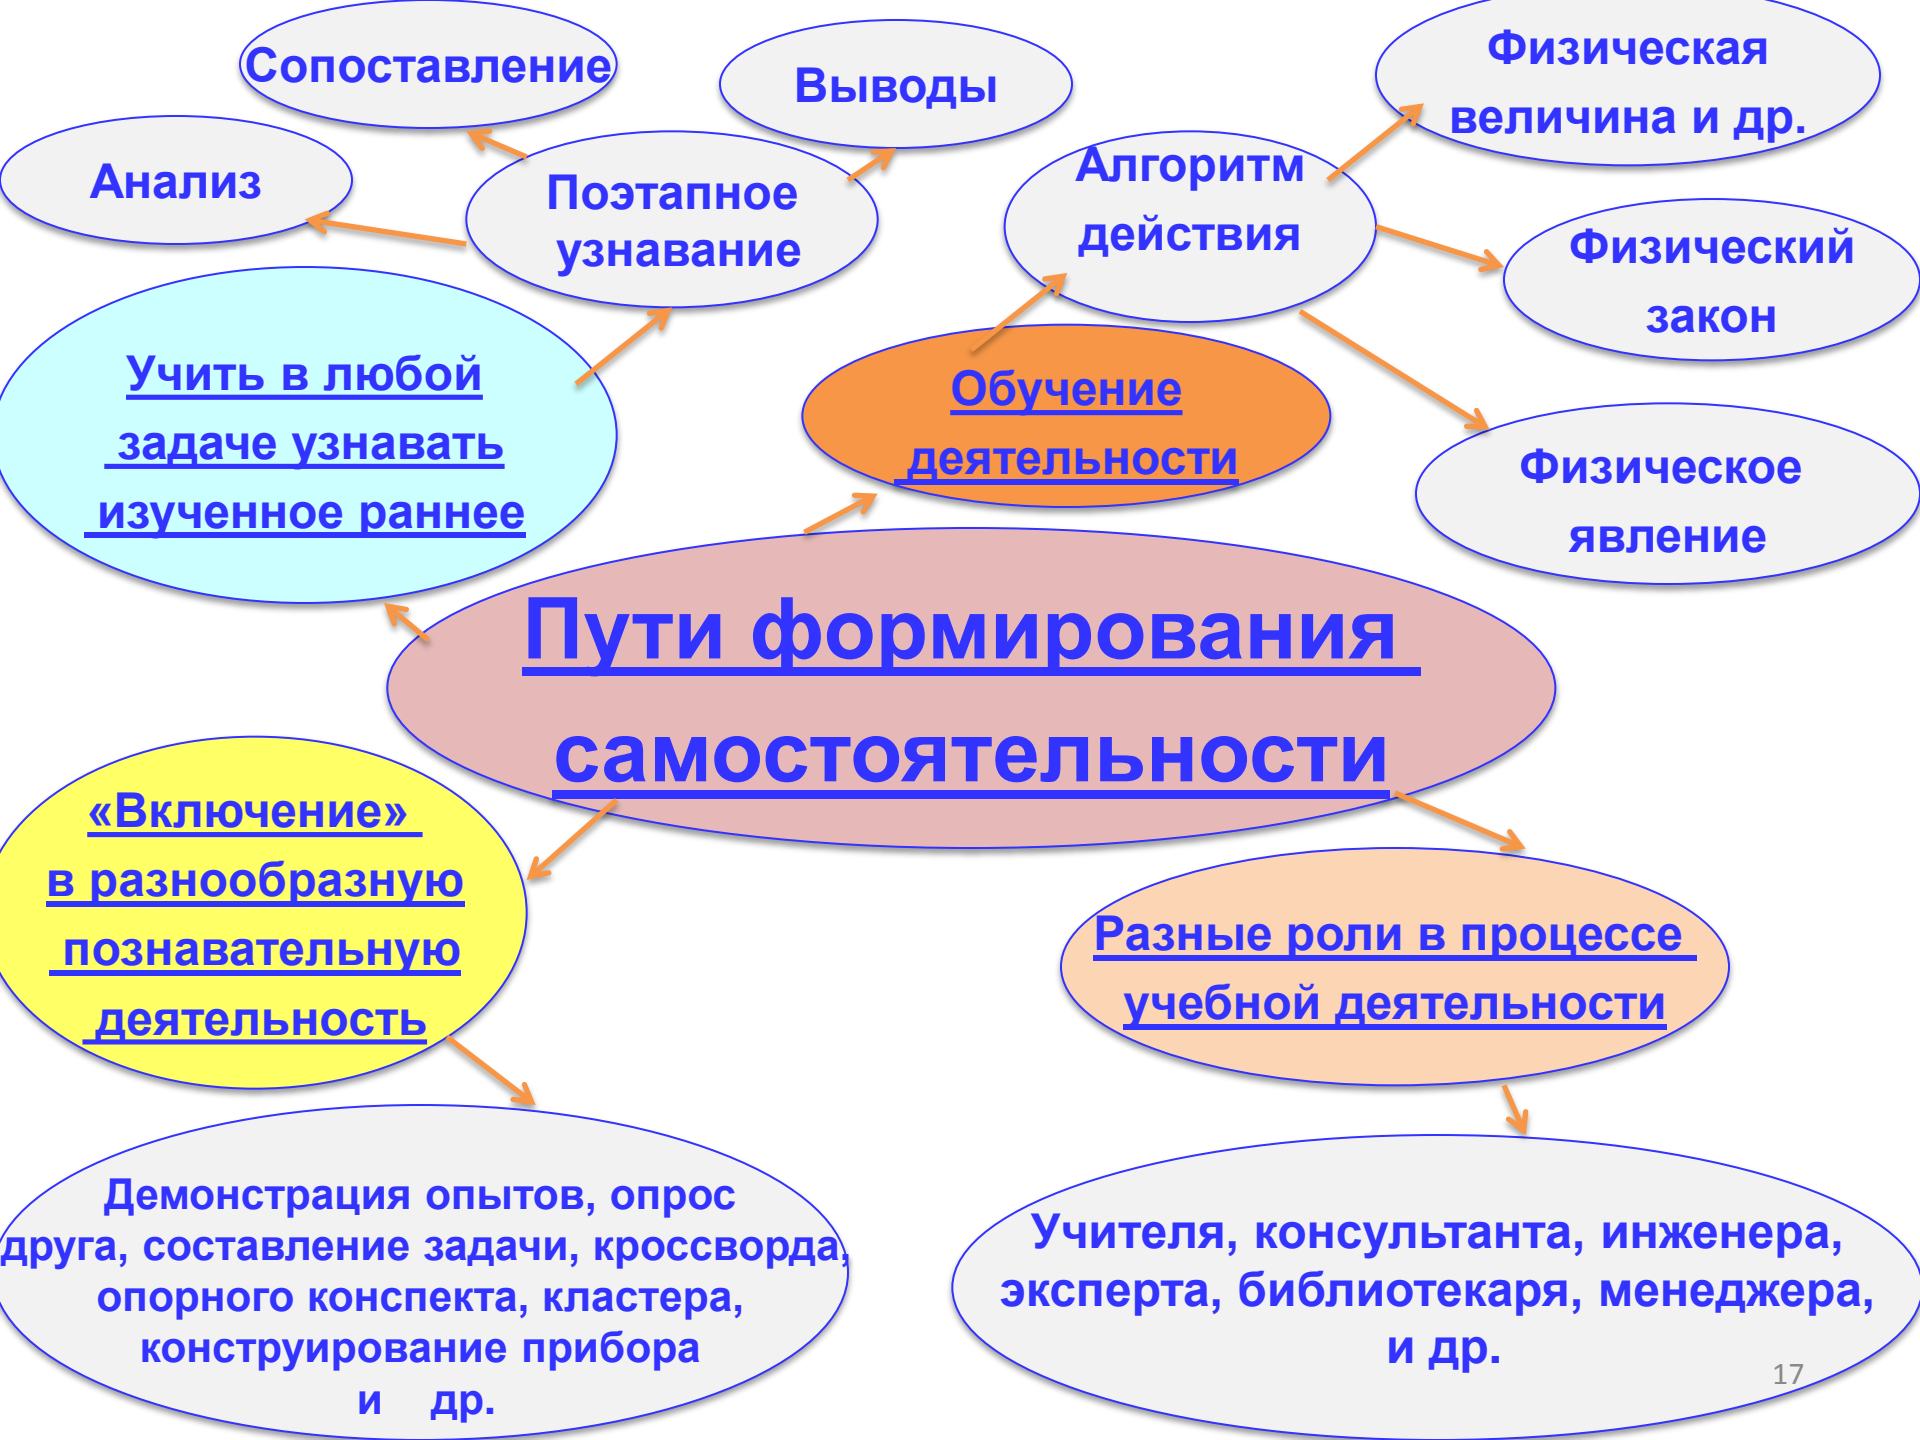 Сопоставление
Выводы
Физическая
величина и др.
Анализ
Поэтапное
узнавание
Алгоритм
действия
Физический
закон
Учить в любой
задаче узнавать
изученное раннее
Обучение
деятельности
Физическое
явление
Пути формирования
самостоятельности
«Включение»
в разнообразную
познавательную
деятельность
Разные роли в процессе
учебной деятельности
Демонстрация опытов, опрос
друга, составление задачи, кроссворда,
опорного конспекта, кластера,
конструирование прибора
и др.
Учителя, консультанта, инженера,
эксперта, библиотекаря, менеджера,
и др.
17